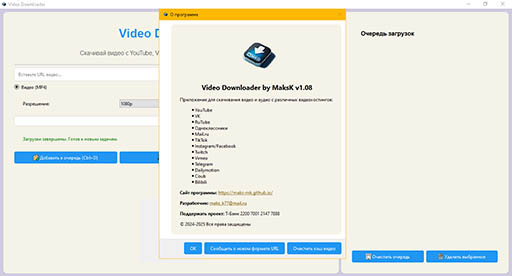 Video Downloader
О программе
Video D
Скачивай видео с YouTube, V
Вставьте URL видео...
Видео (MP4)
Разрешение:
1080p
Загрузки завершены. Готов к новым задачам.
Добавить в очередь (Ctrl+D)
Video Downloader by MaksK v1.08
Приложение для скачивания видео и аудио с различных видеохостингов:
YouTube
VK
RuTube
Одноклассники
Mail.ru
TikTok
Instagram/Facebook
Twitch
Vimeo
Telegram
Dailymotion
Coub
Bilibili
Сайт программы: https://maks-mk.github.io/
Разработчик: maks_k77@mail.ru
Поддержать проект: Т-Банк 2200 7001 2147 7888
© 2024-2025 Все права защищены
OK
Сообщить о новом формате URL
Очистить кэш видео
Очередь загрузок
Очистить очередь
Удалить выбранное